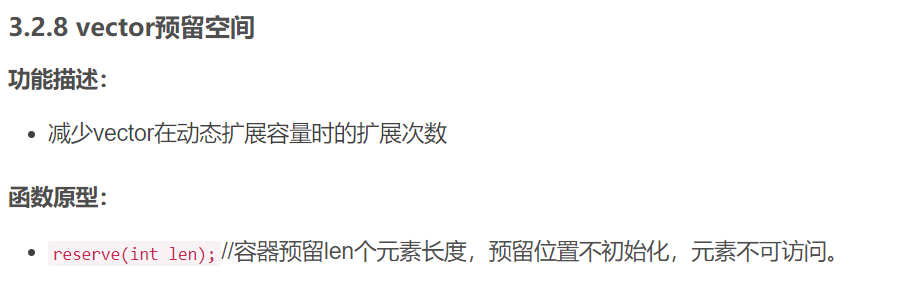 3.2.8 vector预留空间
功能描述：
• 减少vector在动态扩展容量时的扩展次数
函数原型：
• reserve(int len);//容器预留len个元素长度，预留位置不初始化，元素不可访问。